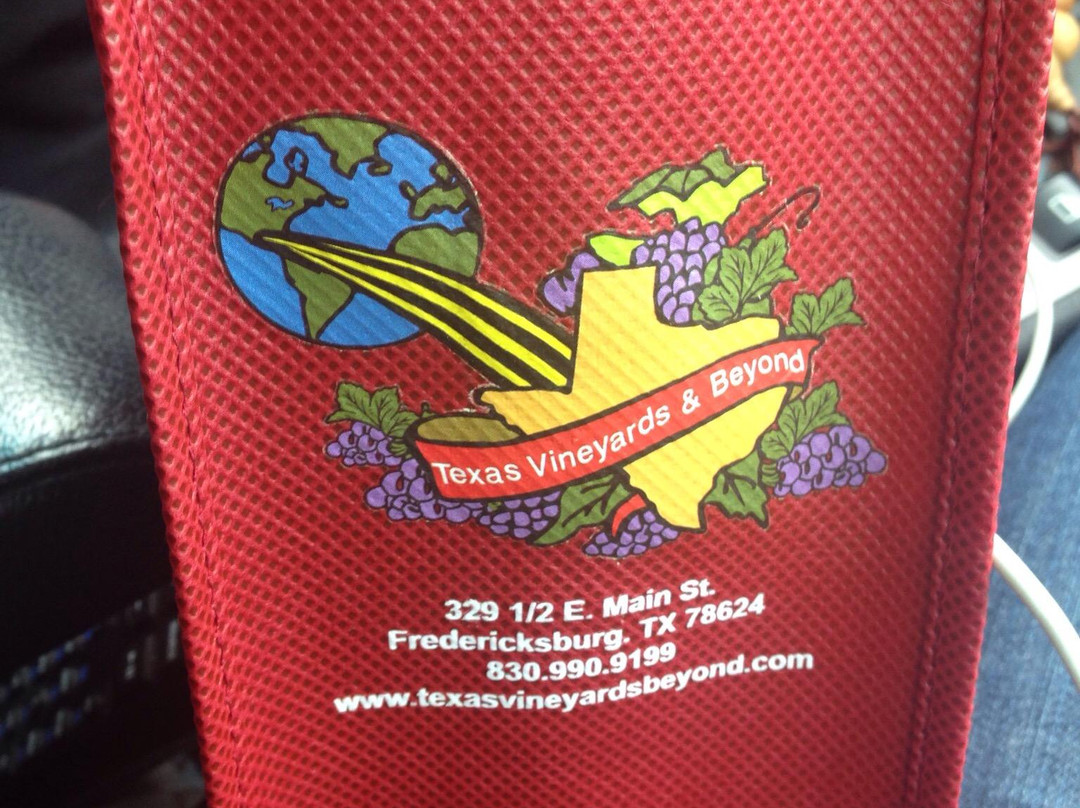 Texas Vineyards & Beyond
329 1/2 E. Main St.
Fredericksburg. TX 78624
830.990.9199
www.texasvineyardsbeyond.com